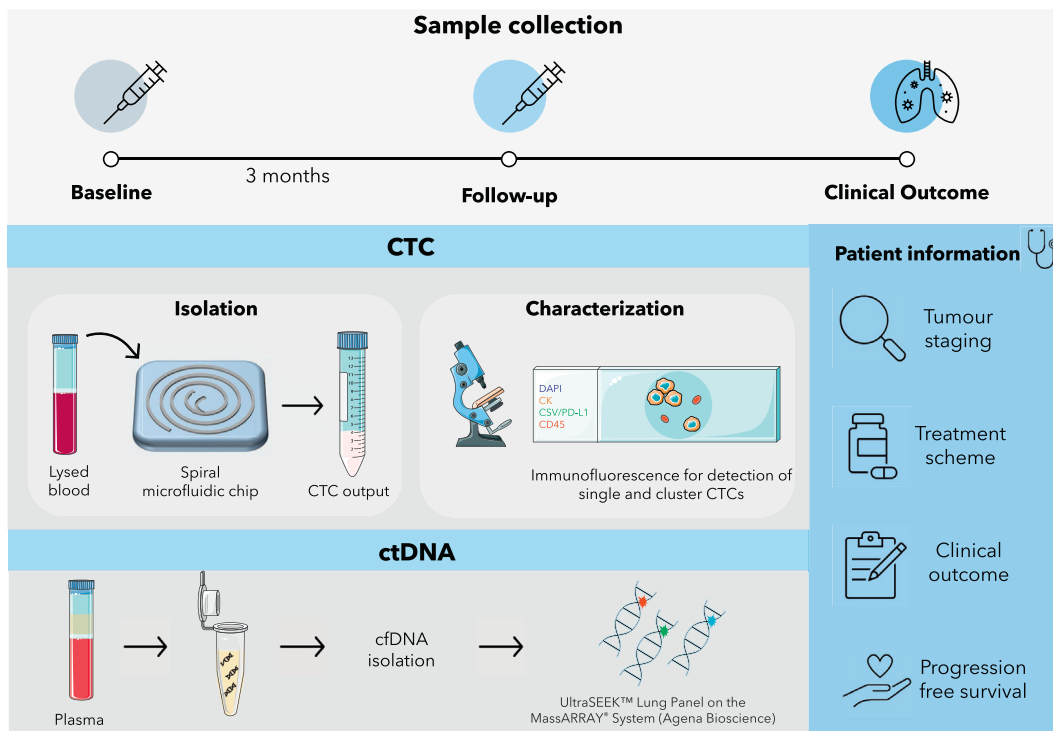 Sample collection
3 months
Baseline
Follow-up
Clinical Outcome
CTC
Isolation
Lysed
blood
Spiral
microfluidic chip
CTC output
Characterization
DAPI
CK
CSV/PD-L1
CD45
Immunofluorescence for detection of
single and cluster CTCs
ctDNA
Plasma
cfDNA
isolation
UltraSEEK™ Lung Panel on the
MassARRAY® System (Agena Bioscience)
Patient information
Tumour
staging
Treatment
scheme
Clinical
outcome
Progression
free survival